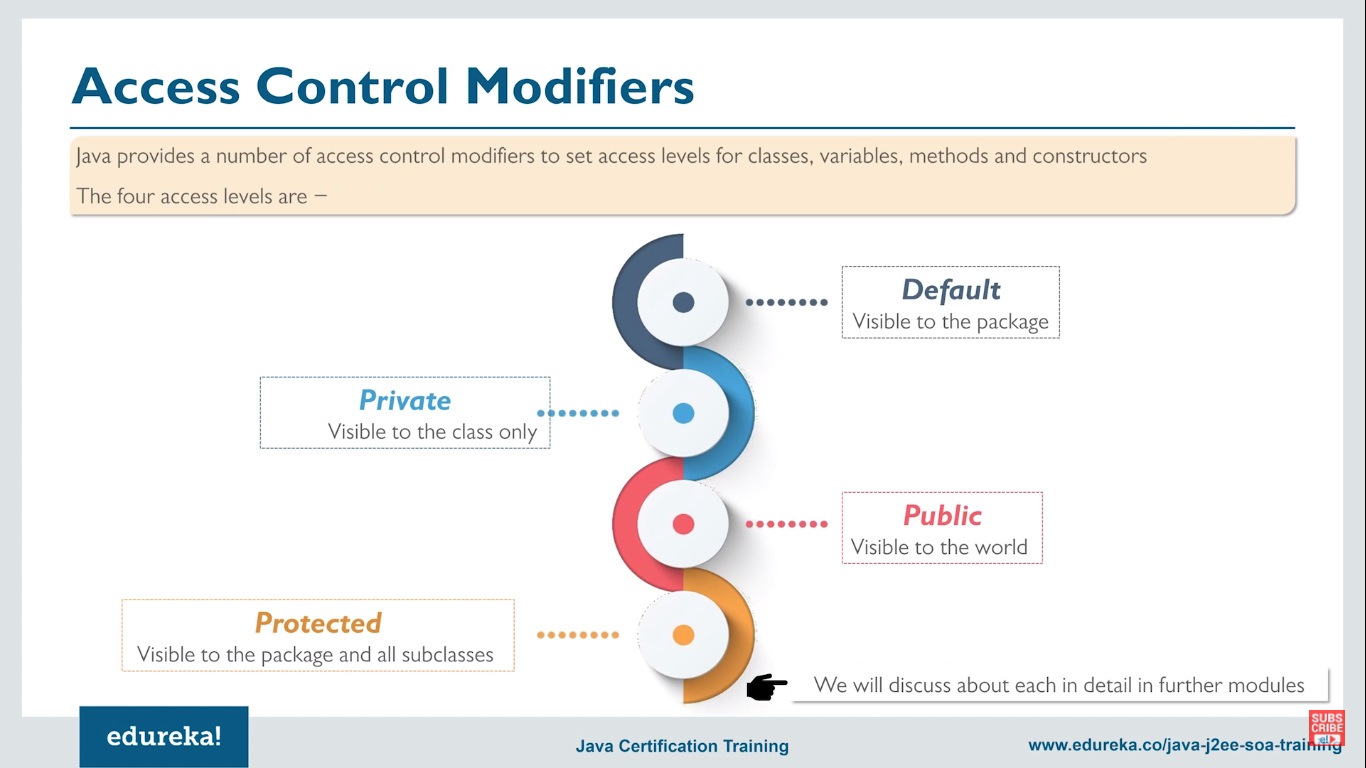 Access Control Modifiers
Java provides a number of access control modifiers to set access levels for classes, variables, methods and constructors
The four access levels are –
Default
Visible to the package
Private
Visible to the class only
Public
Visible to the world
Protected
Visible to the package and all subclasses
We will discuss about each in detail in further modules
edureka!
Java Certification Training
www.edureka.co/java-j2ee-soa-training
SUBS
CRIBE